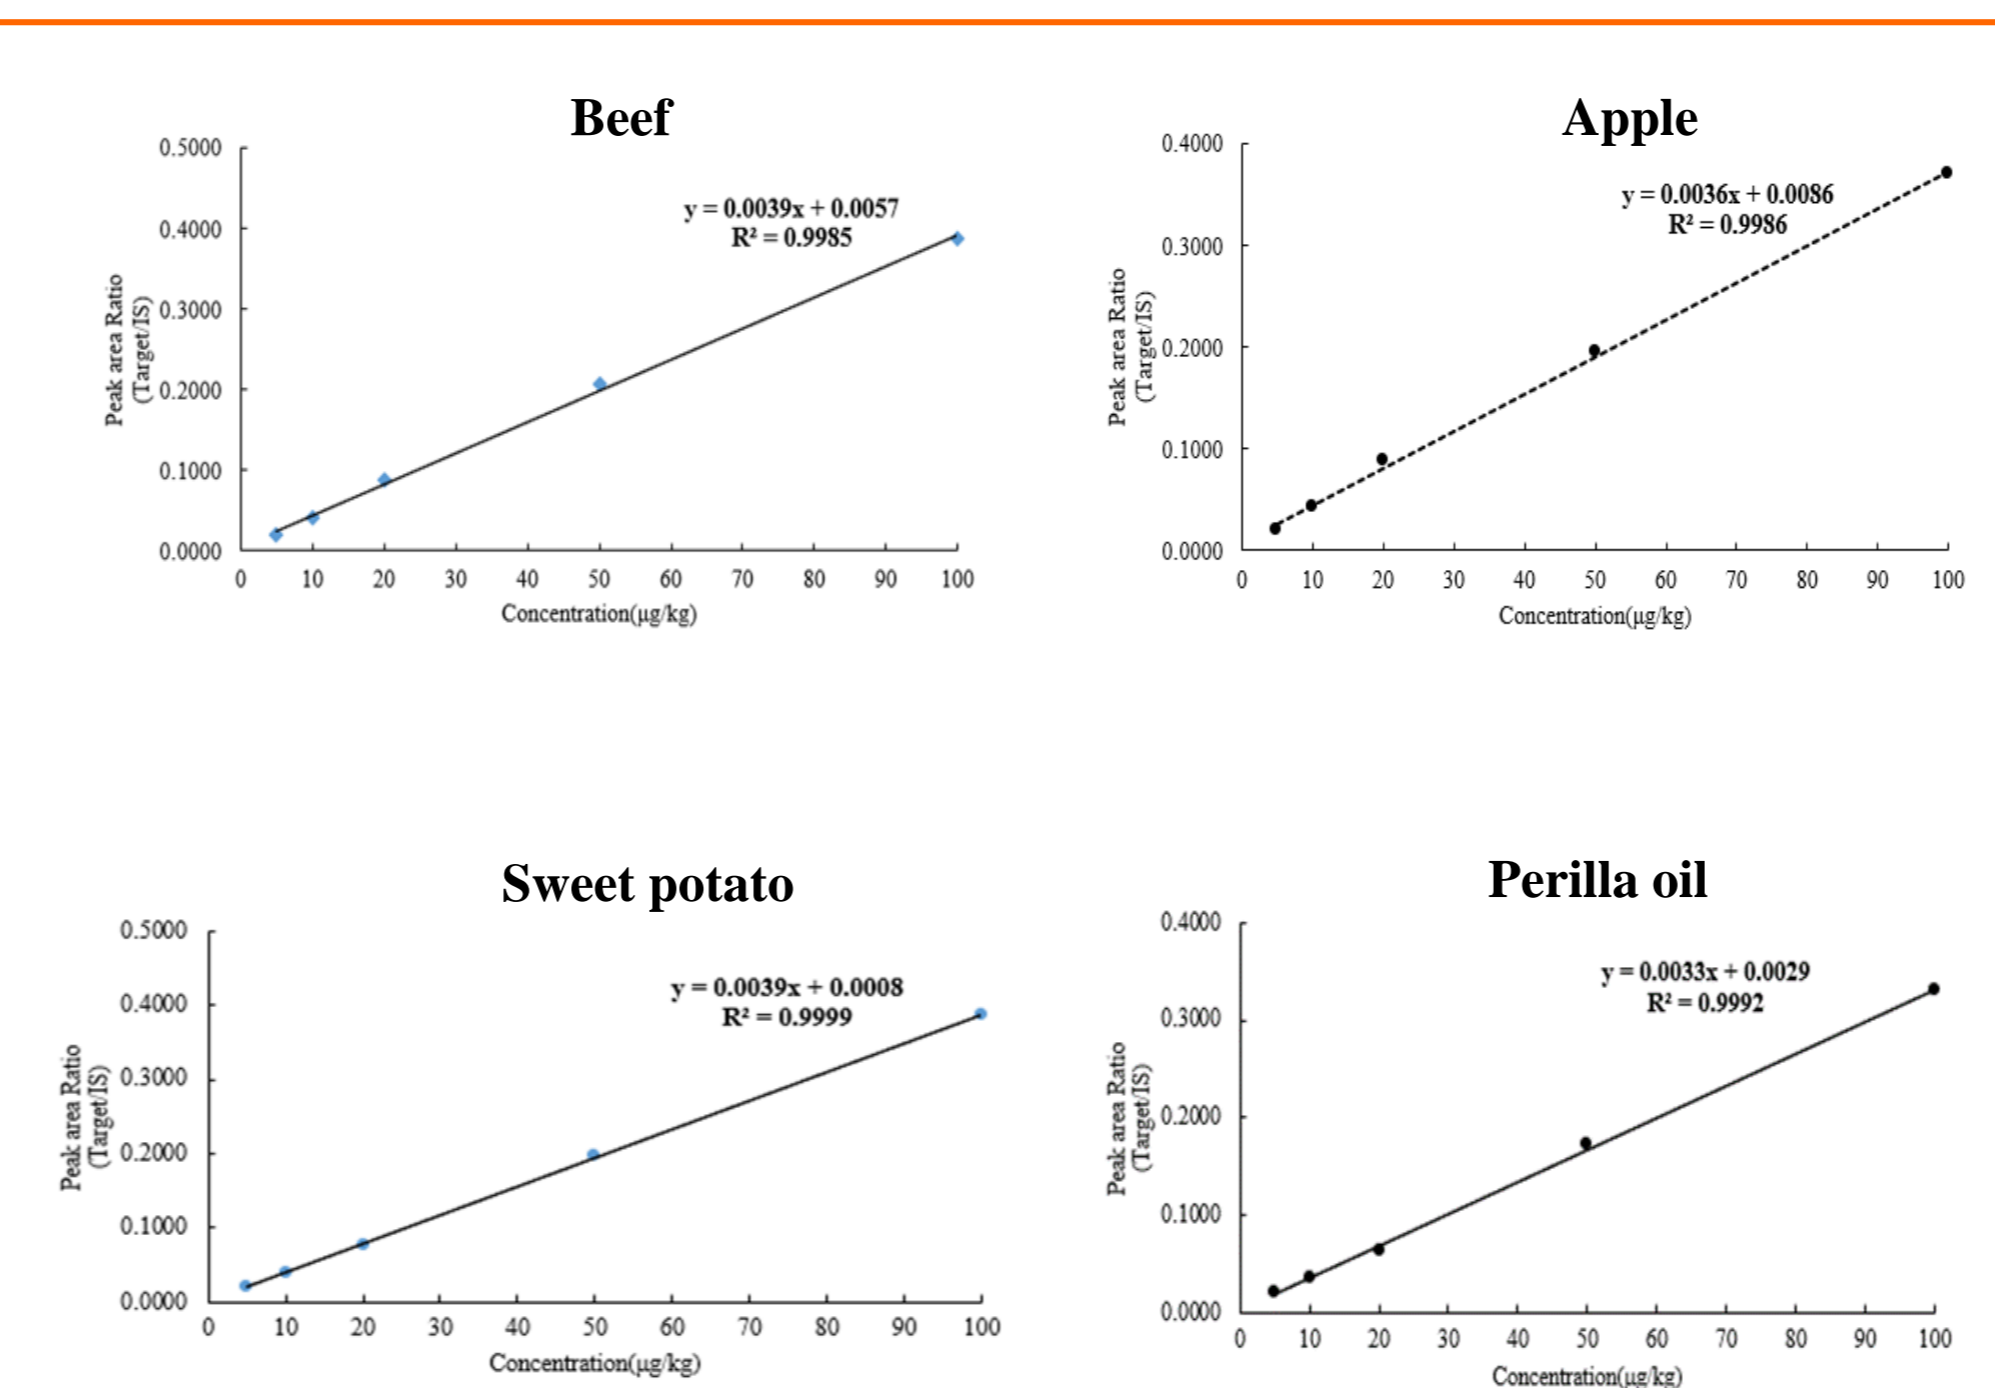 Beef
0.5000
0.4000
0.3000
0.2000
0.1000
0.0000
Peak area Ratio
(Target/IS)
y = 0.0039x + 0.0057
R² = 0.9985
0 10 20 30 40 50 60 70 80 90 100
Concentration(µg/kg)
Apple
0.4000
0.3000
0.2000
0.1000
0.0000
Peak area Ratio
(Target/IS)
y = 0.0036x + 0.0086
R² = 0.9986
0 10 20 30 40 50 60 70 80 90 100
Concentration(µg/kg)
Sweet potato
0.5000
0.4000
0.3000
0.2000
0.1000
0.0000
Peak area Ratio
(Target/IS)
y = 0.0039x + 0.0008
R² = 0.9999
0 10 20 30 40 50 60 70 80 90 100
Concentration(µg/kg)
Perilla oil
0.4000
0.3000
0.2000
0.1000
0.0000
Peak area Ratio
(Target/IS)
y = 0.0033x + 0.0029
R² = 0.9992
0 10 20 30 40 50 60 70 80 90 100
Concentration(µg/kg)